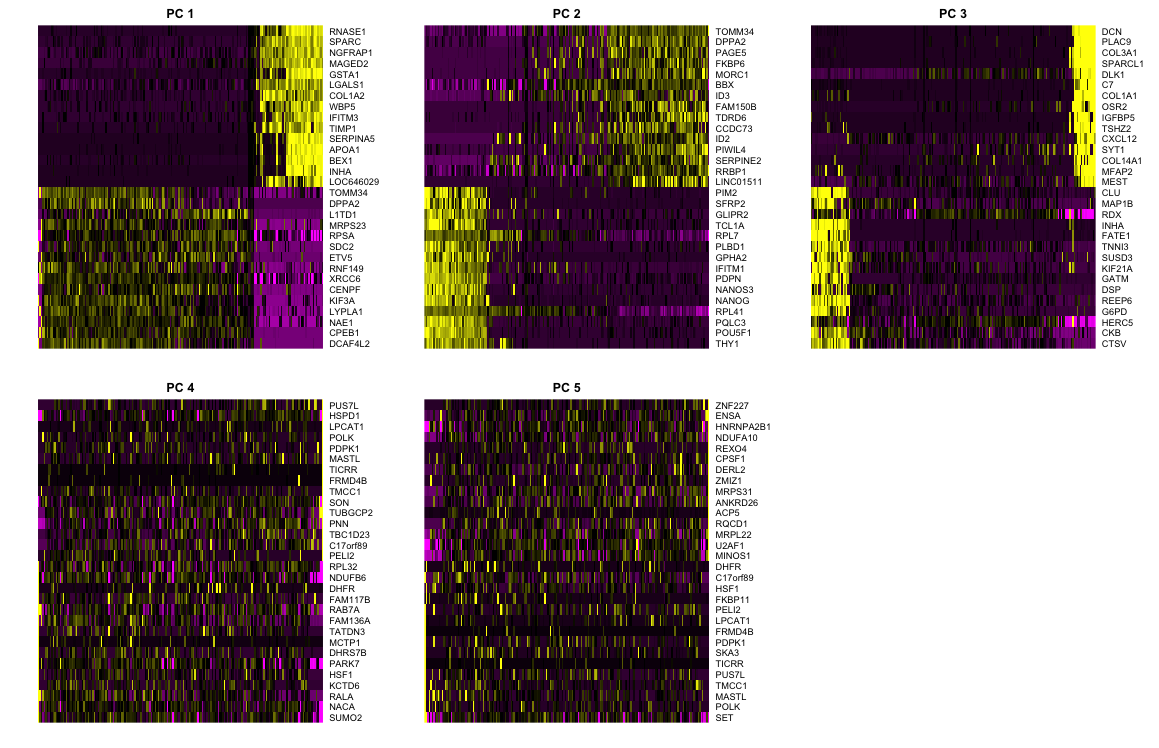 PC 1
RNASE1
SPARC
NGFRAP1
MAGED2
GSTA1
LGALS1
COL1A2
WBP5
IFITM3
TIMP1
SERPINA5
APOA1
BEX1
INHA
LOC646029
TOMM34
DPPA2
L1TD1
MRPS23
RPSA
SDC2
ETV5
RNF149
XRCC6
CENPF
KIF3A
LYPLA1
NAE1
CPEB1
DCAF4L2
PC 2
TOMM34
DPPA2
PAGE5
FKBP6
MORC1
BBX
ID3
FAM150B
TDRD6
CCDC73
ID2
PIWIL4
SERPINE2
RRBP1
LINC01511
PIM2
SFRP2
GLIPR2
TCL1A
RPL7
PLBD1
GPHA2
IFITM1
PDPN
NANOS3
NANOG
RPL41
PQLC3
POU5F1
THY1
PC 3
DCN
PLAC9
COL3A1
SPARCL1
DLK1
C7
COL1A1
OSR2
IGFBP5
TSHZ2
CXCL12
SYT1
COL14A1
MFAP2
MEST
CLU
MAP1B
RDX
INHA
FATE1
TNNI3
SUSD3
KIF21A
GATM
DSP
REEP6
G6PD
HERC5
CKB
CTSV
PC 4
PUS7L
HSPD1
LPCAT1
POLK
PDPK1
MASTL
TICRR
FRMD4B
TMCC1
SON
TUBGCP2
PNN
TBC1D23
C17orf89
PELI2
RPL32
NDUFB6
DHFR
FAM117B
RAB7A
FAM136A
TATDN3
MCTP1
DHRS7B
PARK7
HSF1
KCTD6
RALA
NACA
SUMO2
PC 5
ZNF227
ENSA
HNRNPA2B1
NDUFA10
REXO4
CPSF1
DERL2
ZMIZ1
MRPS31
ANKRD26
ACP5
RQCD1
MRPL22
U2AF1
MINOS1
DHFR
C17orf89
HSF1
FKBP11
PELI2
LPCAT1
FRMD4B
PDPK1
SKA3
TICRR
PUS7L
TMCC1
MASTL
POLK
SET